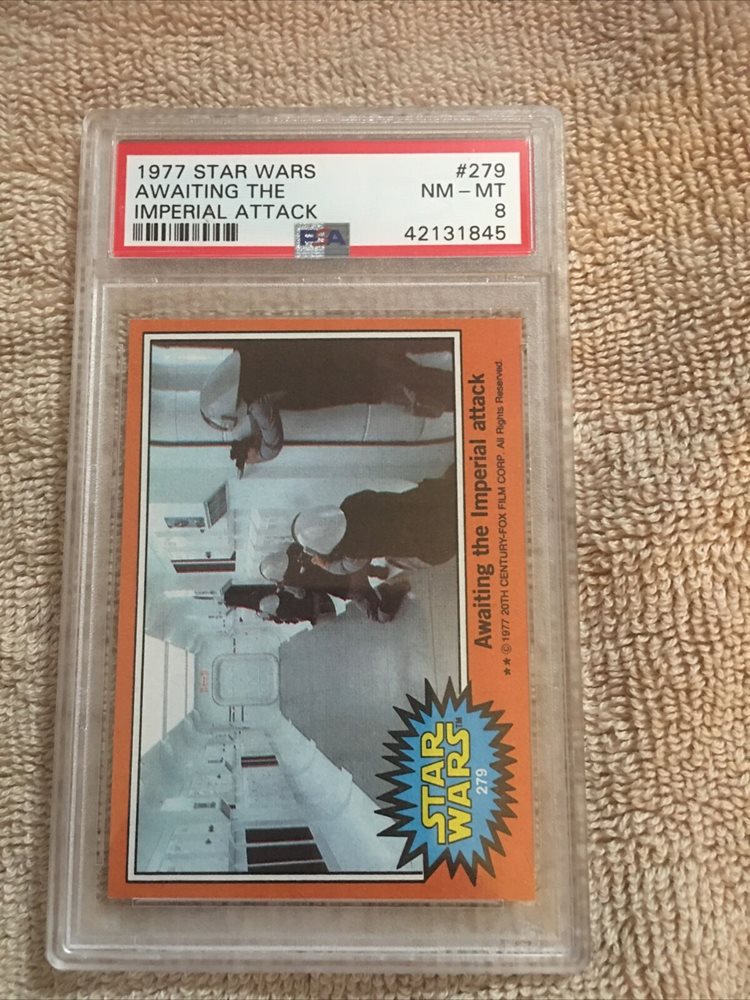 1977 STAR WARS #279
AWAITING THE NM - MT
IMPERIAL ATTACK 8
PSA 42131845
Awaiting the Imperial attack
★★ © 1977 20TH CENTURY-FOX FILM CORP. All Rights Reserved.
STAR
WARS™
279